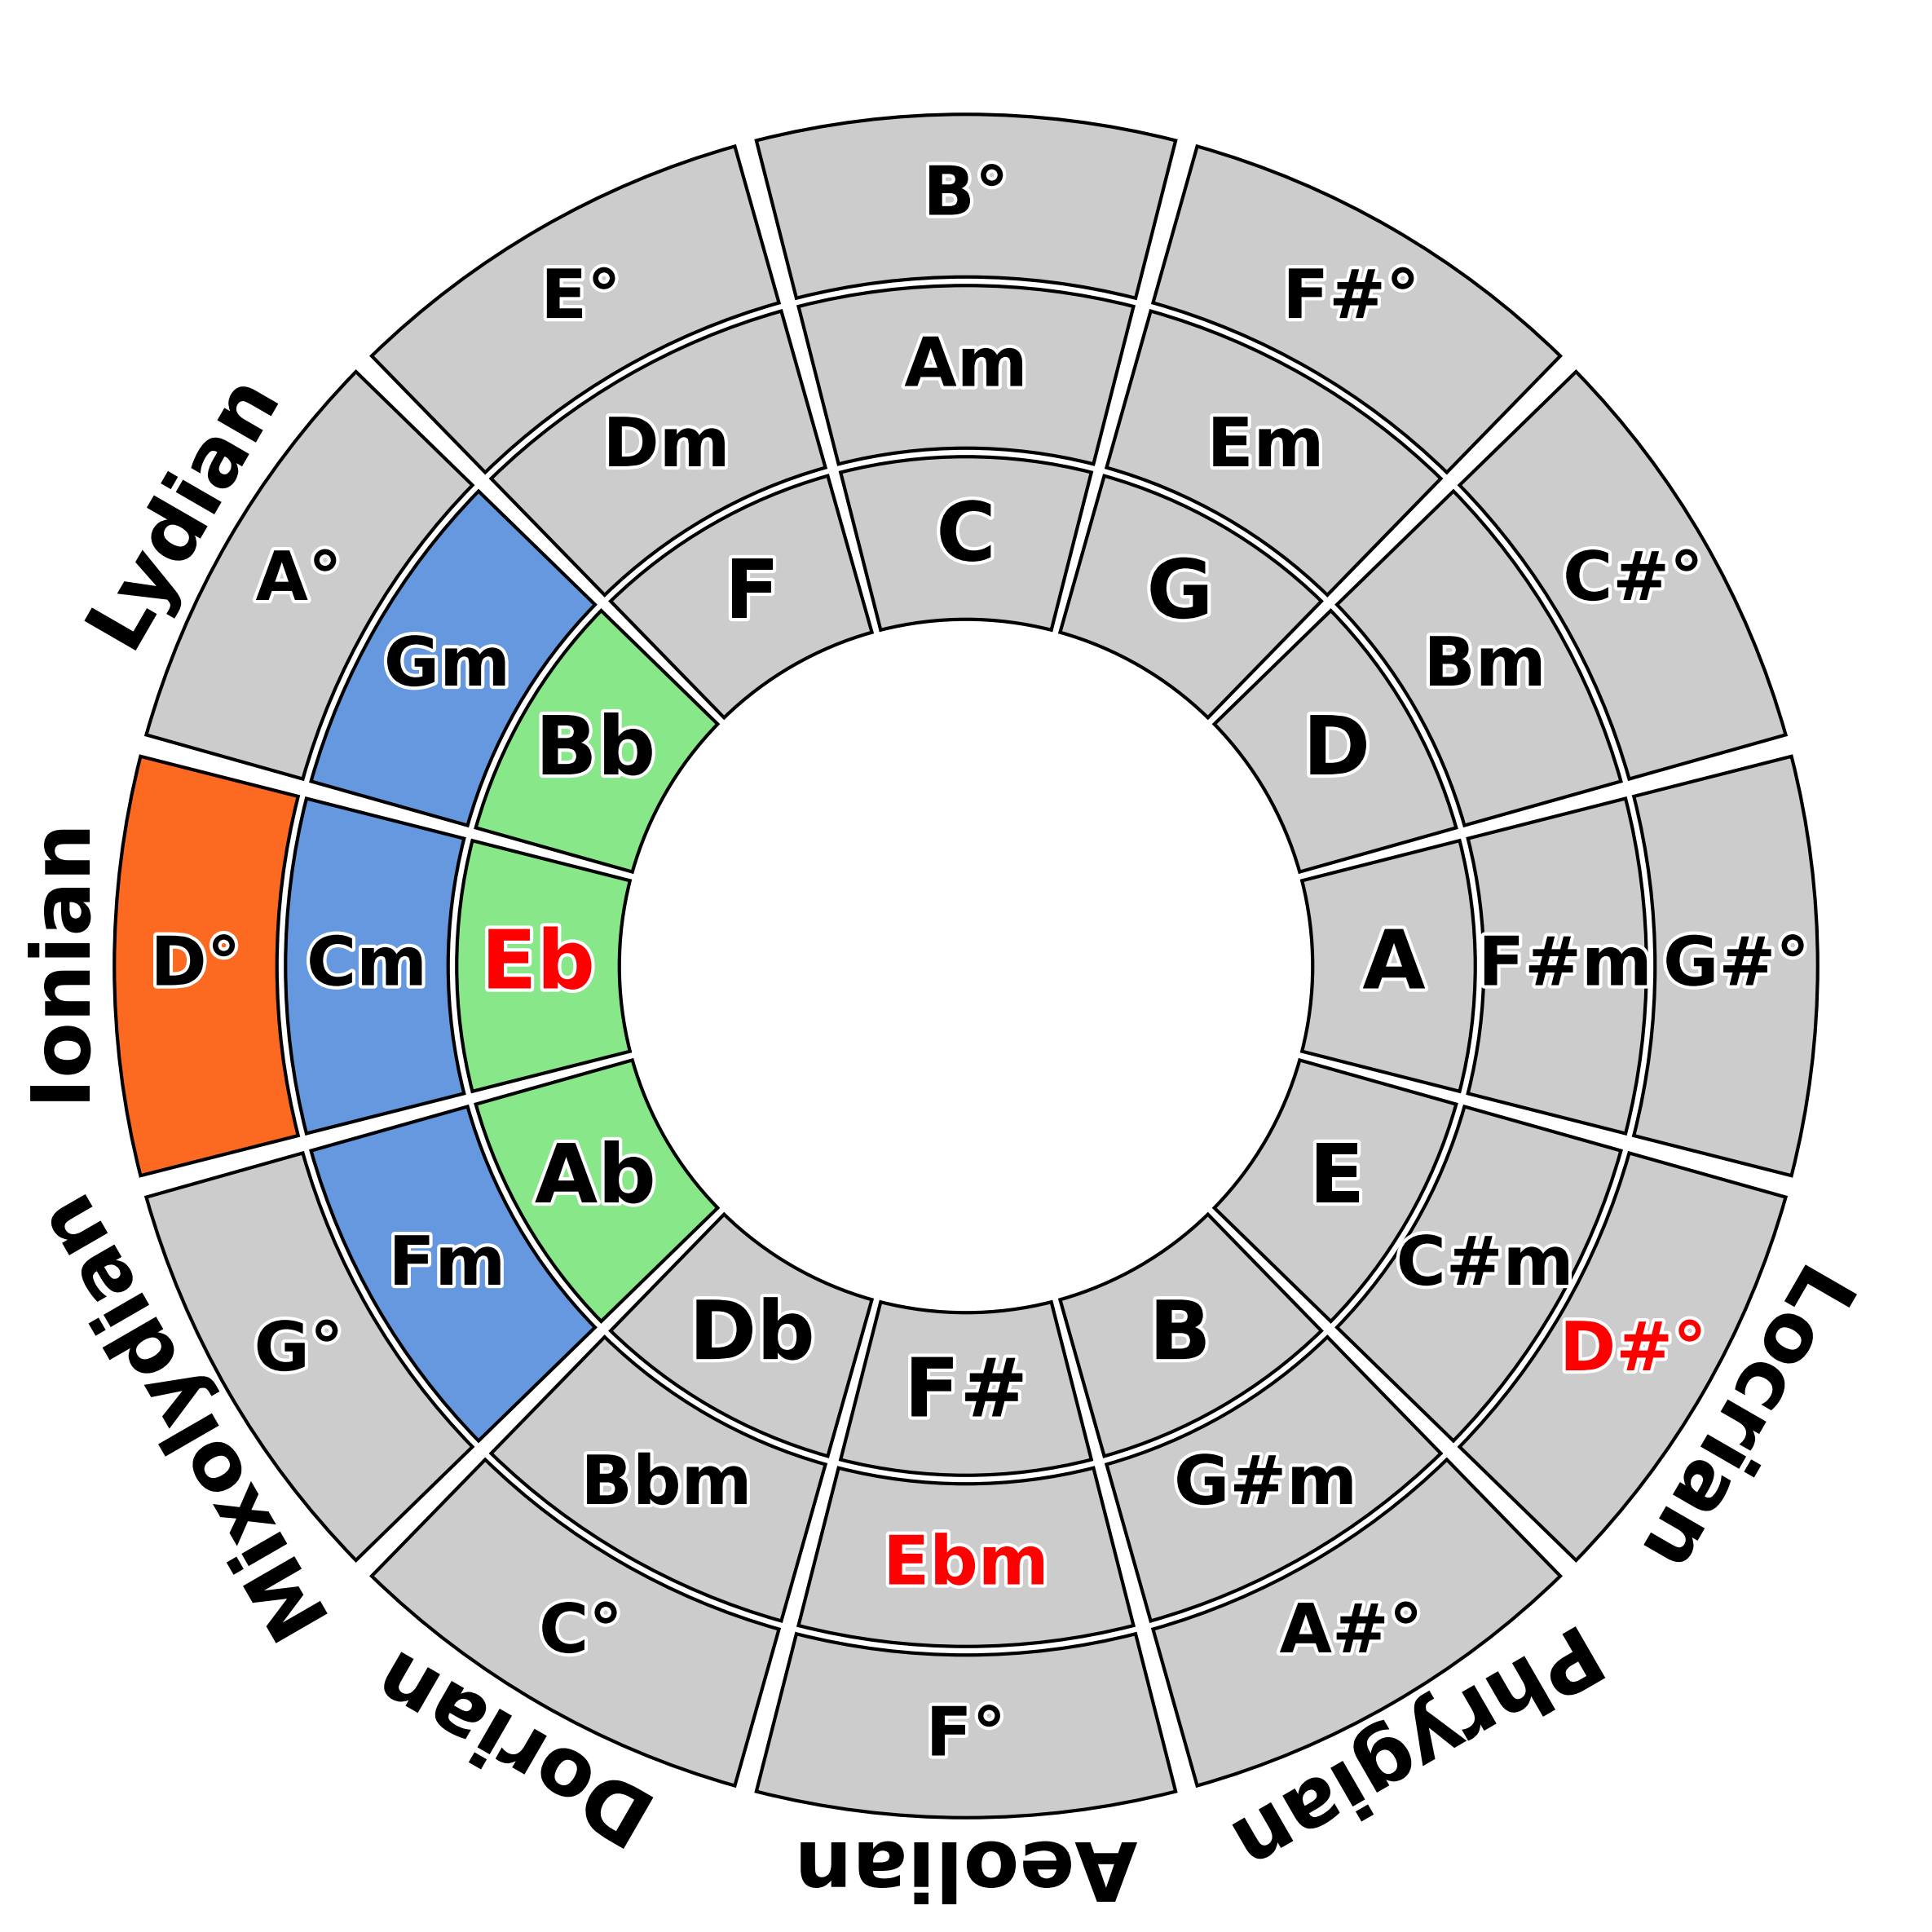 B°
E°
F#°
Am
Dm
Em
Lydian
C
A°
F
G
C#°
Gm
Bm
Bb
D
Ionian
D°
Cm
Eb
A
F#m
G#°
Ab
E
Fm
C#m
Mixolydian
G°
Db
B
D#°
Locrian
F#
Bbm
G#m
Ebm
C°
A#°
Dorian
F°
Phrygian
Aeolian